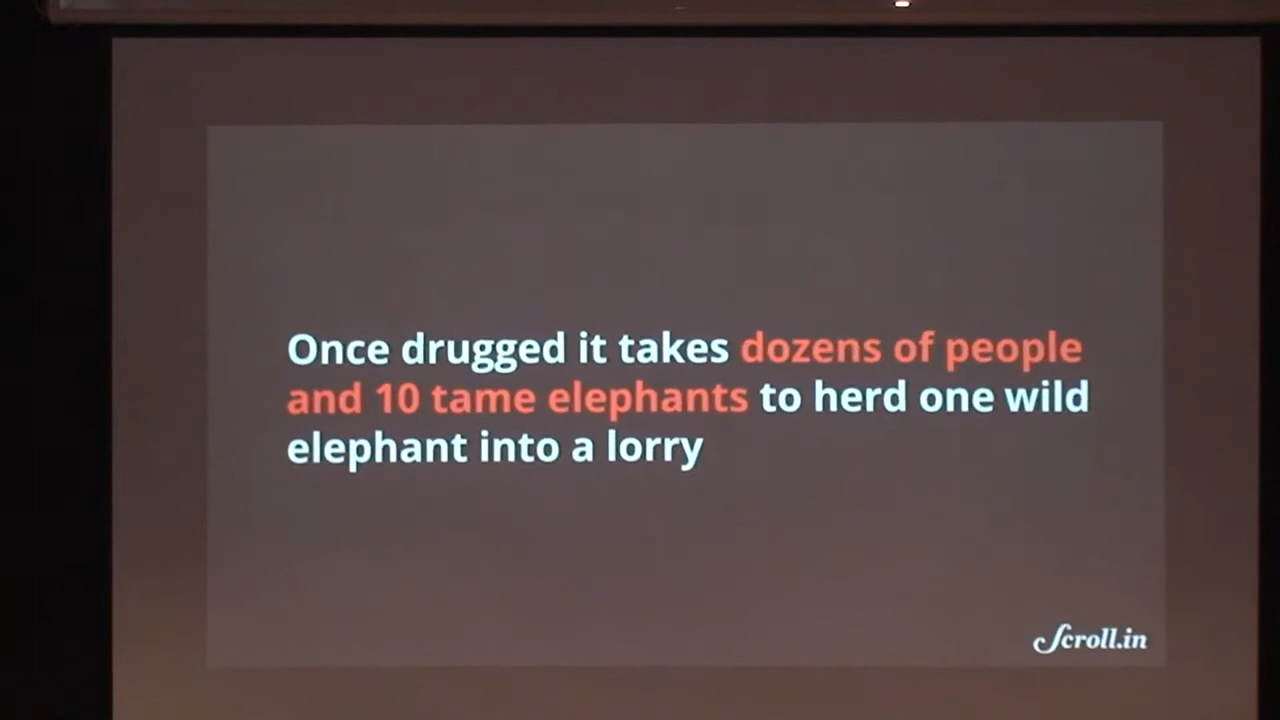 Once drugged it takes dozens of people
and 10 tame elephants to herd one wild
elephant into a lorry
Scroll.in